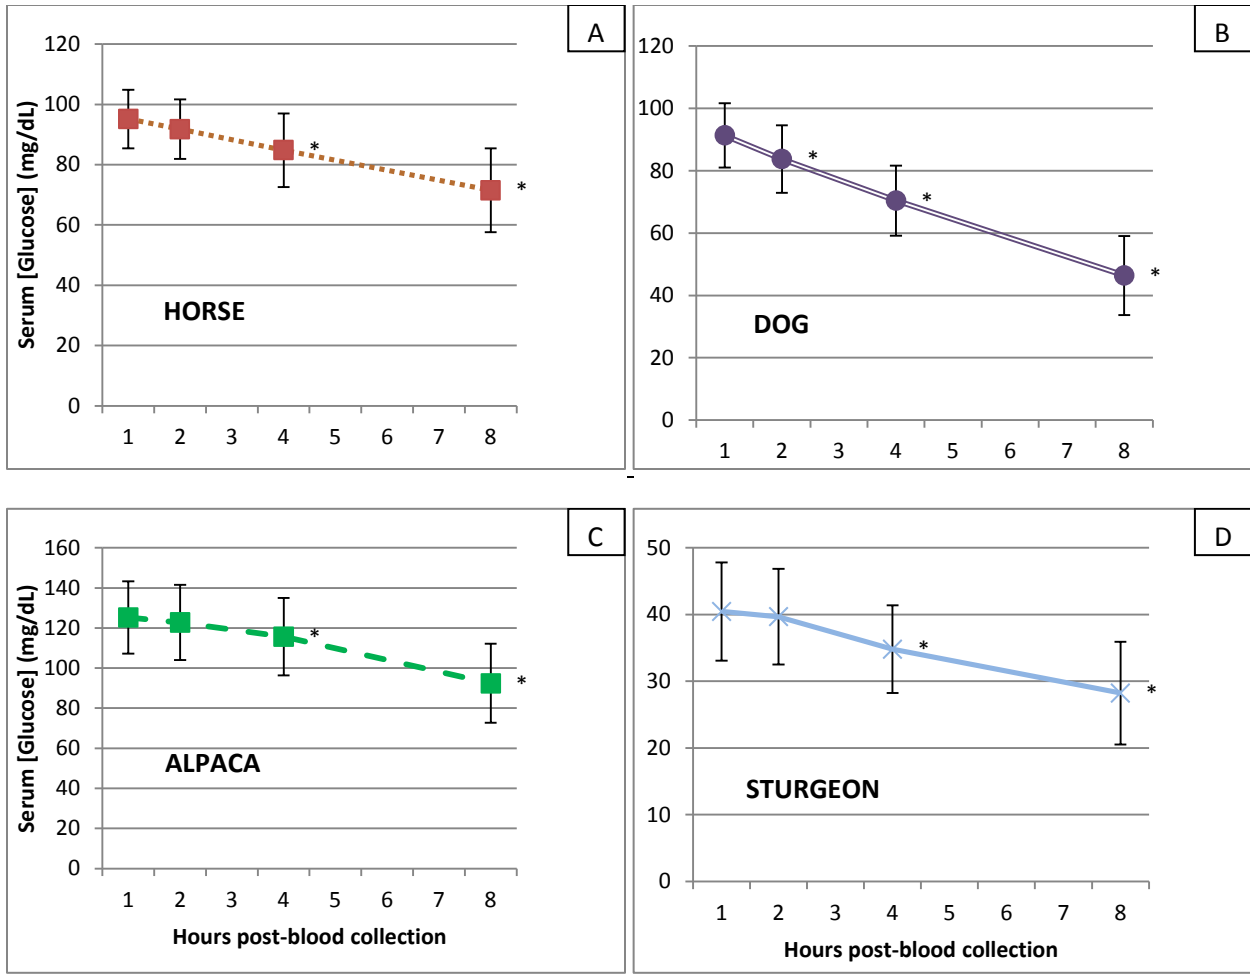 A
Serum [Glucose] (mg/dL)
120
100
80
60
40
20
0
*
*
HORSE
1 2 3 4 5 6 7 8
B
120
100
80
60
40
20
0
*
*
*
DOG
1 2 3 4 5 6 7 8
C
Serum [Glucose] (mg/dL)
160
140
120
100
80
60
40
20
0
*
*
ALPACA
1 2 3 4 5 6 7 8
Hours post-blood collection
D
50
40
30
20
10
0
*
*
STURGEON
1 2 3 4 5 6 7 8
Hours post-blood collection